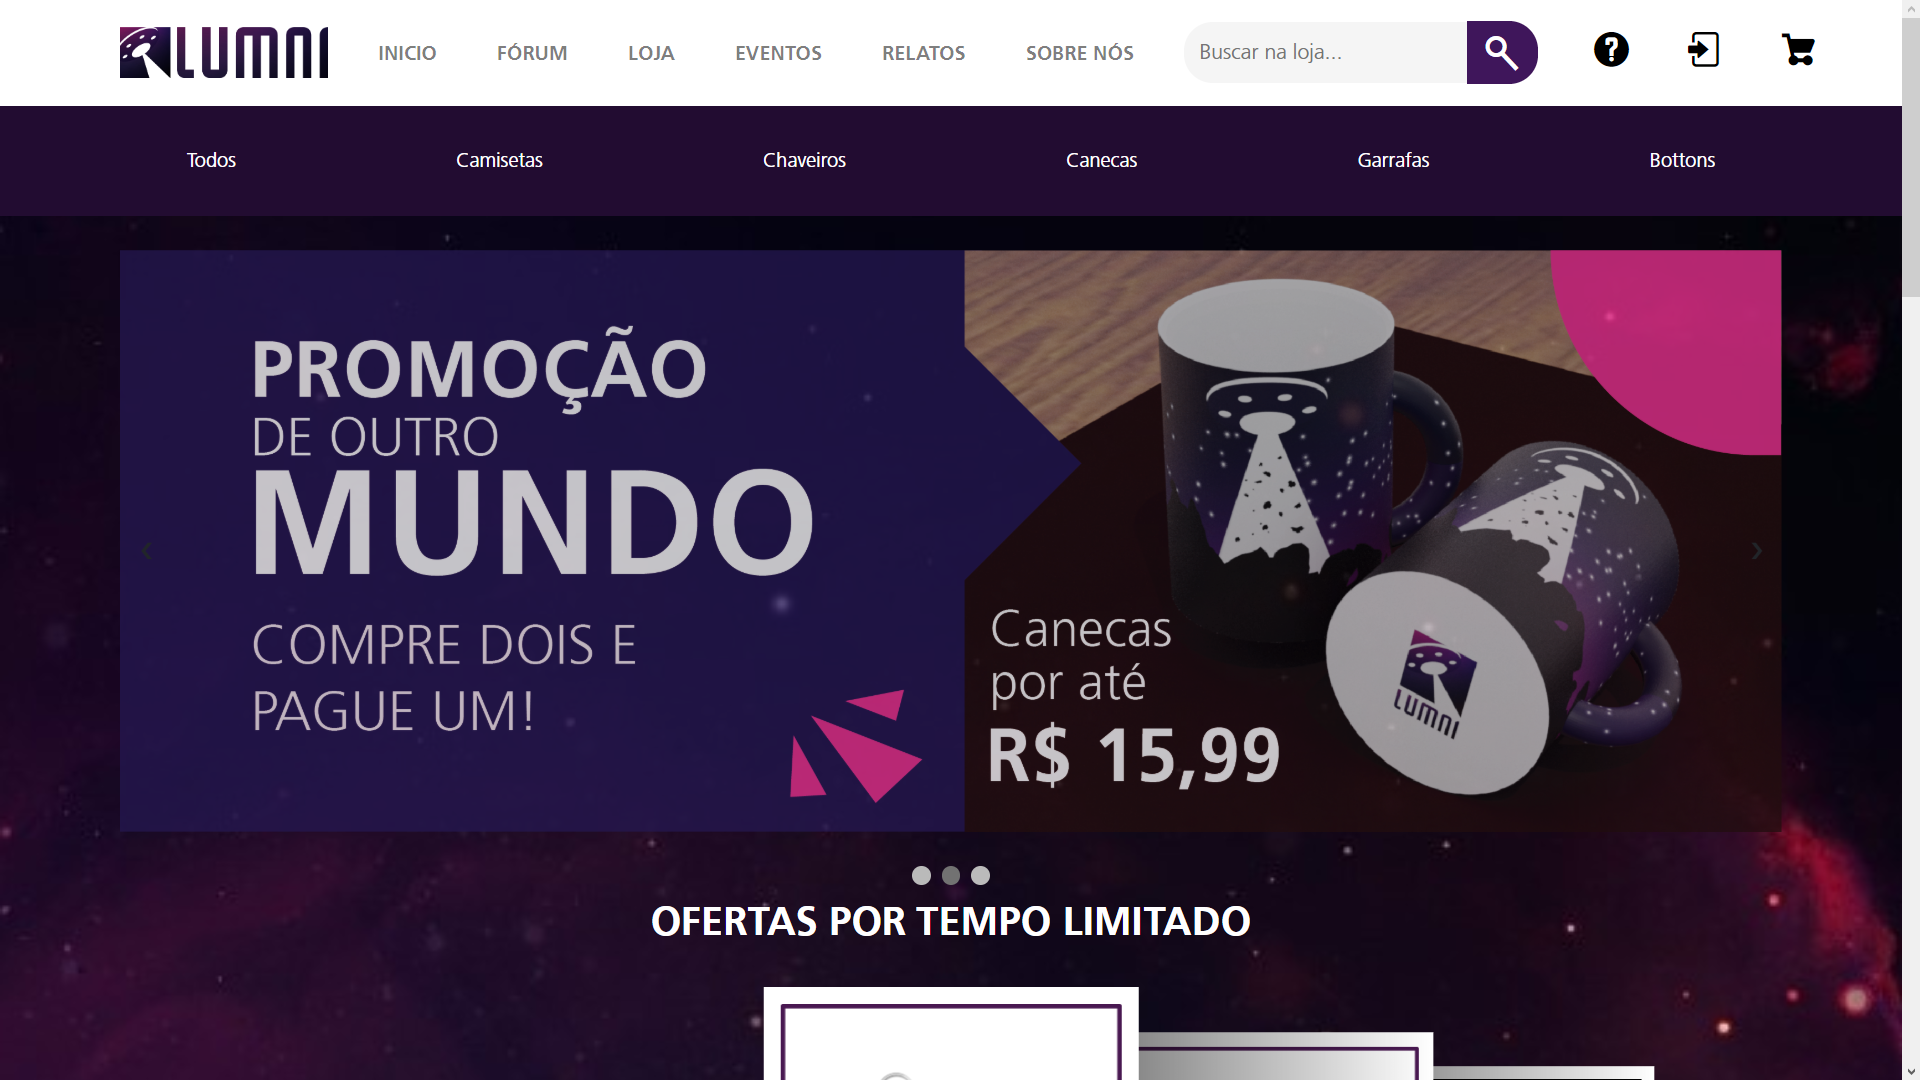 LUMNI
INICIO
FÓRUM
LOJA
EVENTOS
RELATOS
SOBRE NÓS
Buscar na loja...
Todos
Camisetas
Chaveiros
Canecas
Garrafas
Bottons
PROMOÇÃO
DE OUTRO
MUNDO
COMPRE DOIS E
PAGUE UM!
Canecas
por até
R$ 15,99
LUMNI
OFERTAS POR TEMPO LIMITADO